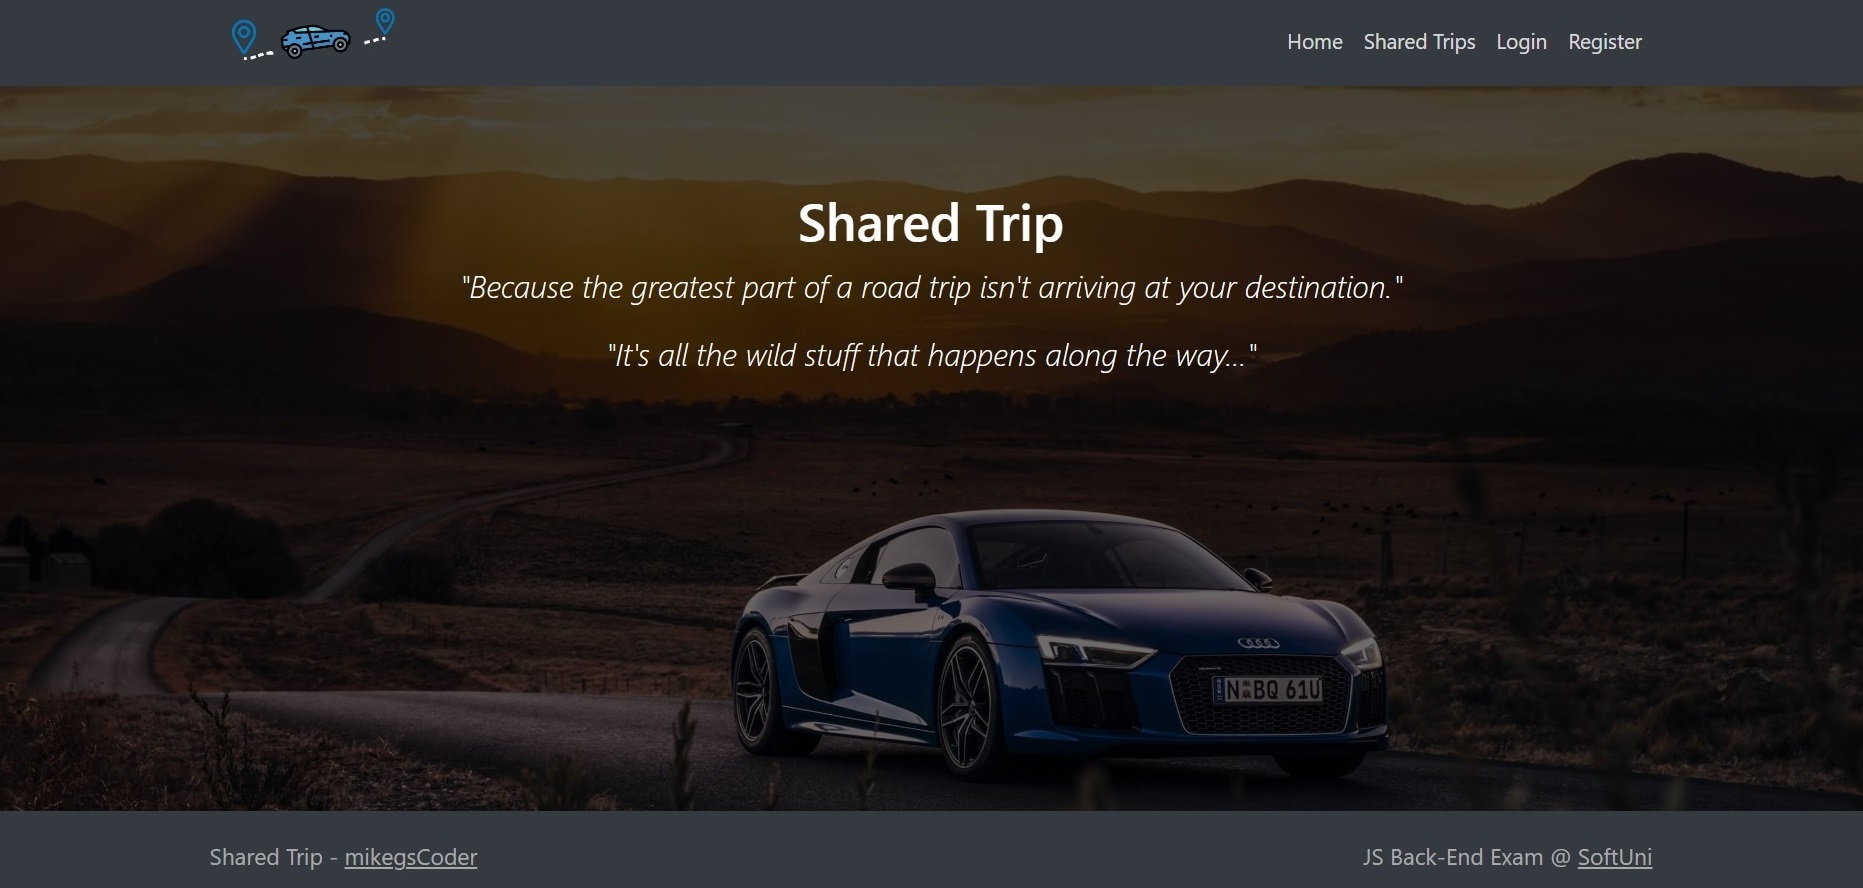 Home Shared Trips Login Register
Shared Trip
"Because the greatest part of a road trip isn't arriving at your destination."
"It's all the wild stuff that happens along the way..."
N BQ 61U
Shared Trip - mikegsCoder
JS Back-End Exam @ SoftUni